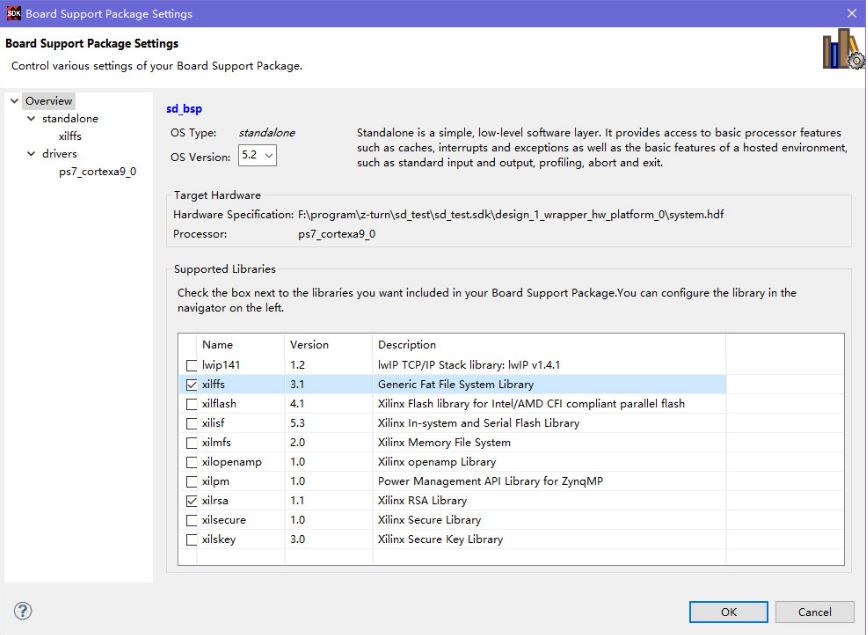 SDK Board Support Package Settings
Board Support Package Settings
Control various settings of your Board Support Package.
Overview
standalone
xilffs
drivers
ps7_cortexa9_0
sd_bsp
OS Type: standalone
OS Version: 5.2
Standalone is a simple, low-level software layer. It provides access to basic processor features
such as caches, interrupts and exceptions as well as the basic features of a hosted environment,
such as standard input and output, profiling, abort and exit.
Target Hardware
Hardware Specification: F:\program\z-turn\sd_test\sd_test.sdk\design_1_wrapper_hw_platform_0\system.hdf
Processor: ps7_cortexa9_0
Supported Libraries
Check the box next to the libraries you want included in your Board Support Package.You can configure the library in the
navigator on the left.
Name Version Description
lwip141 1.2 lwIP TCP/IP Stack library: lwIP v1.4.1
xilffs 3.1 Generic Fat File System Library
xilflash 4.1 Xilinx Flash library for Intel/AMD CFI compliant parallel flash
xilisf 5.3 Xilinx In-system and Serial Flash Library
xilmfs 2.0 Xilinx Memory File System
xilopenamp 1.0 Xilinx openamp Library
xilpm 1.0 Power Management API Library for ZynqMP
xilrsa 1.1 Xilinx RSA Library
xilsecure 1.0 Xilinx Secure Library
xilskey 3.0 Xilinx Secure Key Library
? OK Cancel